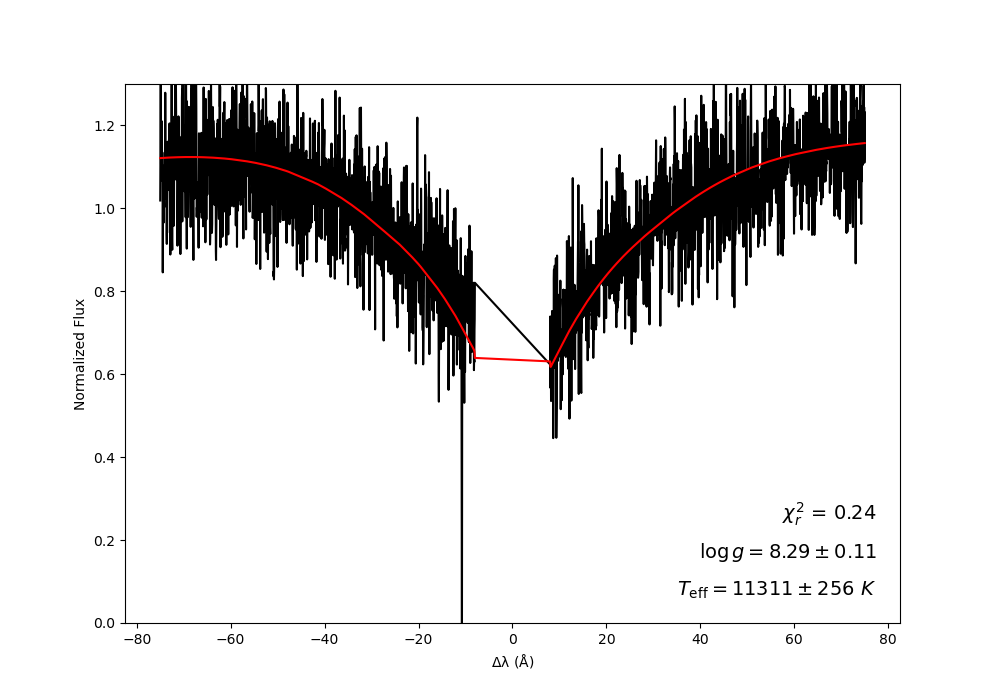 1.2
1.0
0.8
0.6
0.4
0.2
0.0
Normalized Flux
χ²ᵣ = 0.24
log g = 8.29 ± 0.11
T_eff = 11311 ± 256 K
−80 −60 −40 −20 0 20 40 60 80
Δλ (Å)